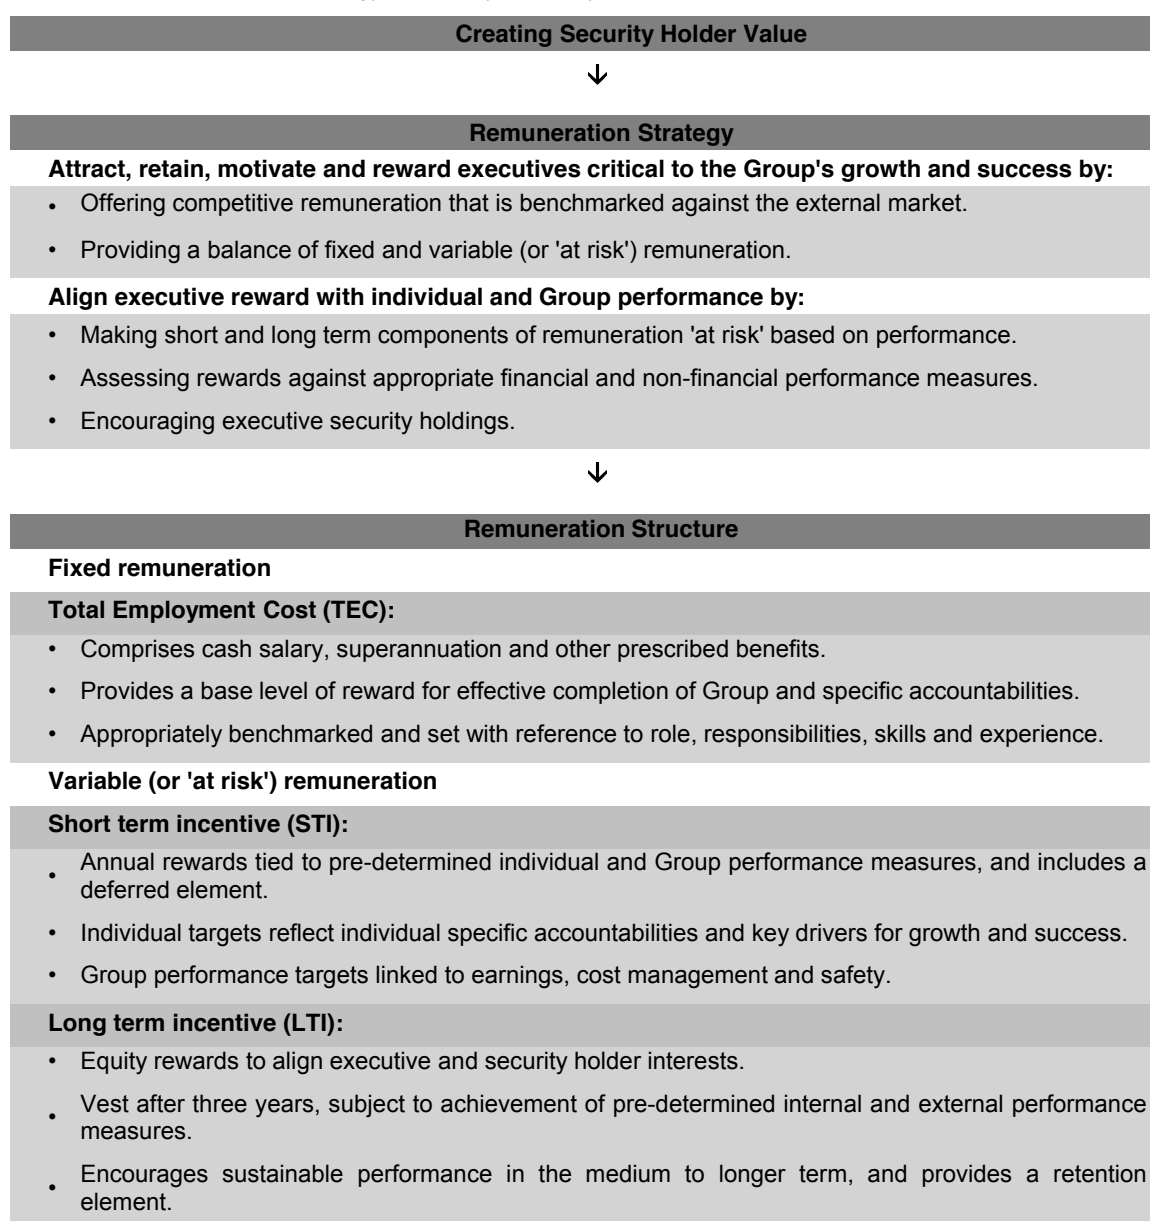 Creating Security Holder Value
↓
Remuneration Strategy
Attract, retain, motivate and reward executives critical to the Group's growth and success by:
• Offering competitive remuneration that is benchmarked against the external market.
• Providing a balance of fixed and variable (or 'at risk') remuneration.
Align executive reward with individual and Group performance by:
• Making short and long term components of remuneration 'at risk' based on performance.
• Assessing rewards against appropriate financial and non-financial performance measures.
• Encouraging executive security holdings.
↓
Remuneration Structure
Fixed remuneration
Total Employment Cost (TEC):
• Comprises cash salary, superannuation and other prescribed benefits.
• Provides a base level of reward for effective completion of Group and specific accountabilities.
• Appropriately benchmarked and set with reference to role, responsibilities, skills and experience.
Variable (or 'at risk') remuneration
Short term incentive (STI):
• Annual rewards tied to pre-determined individual and Group performance measures, and includes a
deferred element.
• Individual targets reflect individual specific accountabilities and key drivers for growth and success.
• Group performance targets linked to earnings, cost management and safety.
Long term incentive (LTI):
• Equity rewards to align executive and security holder interests.
• Vest after three years, subject to achievement of pre-determined internal and external performance
measures.
• Encourages sustainable performance in the medium to longer term, and provides a retention
element.